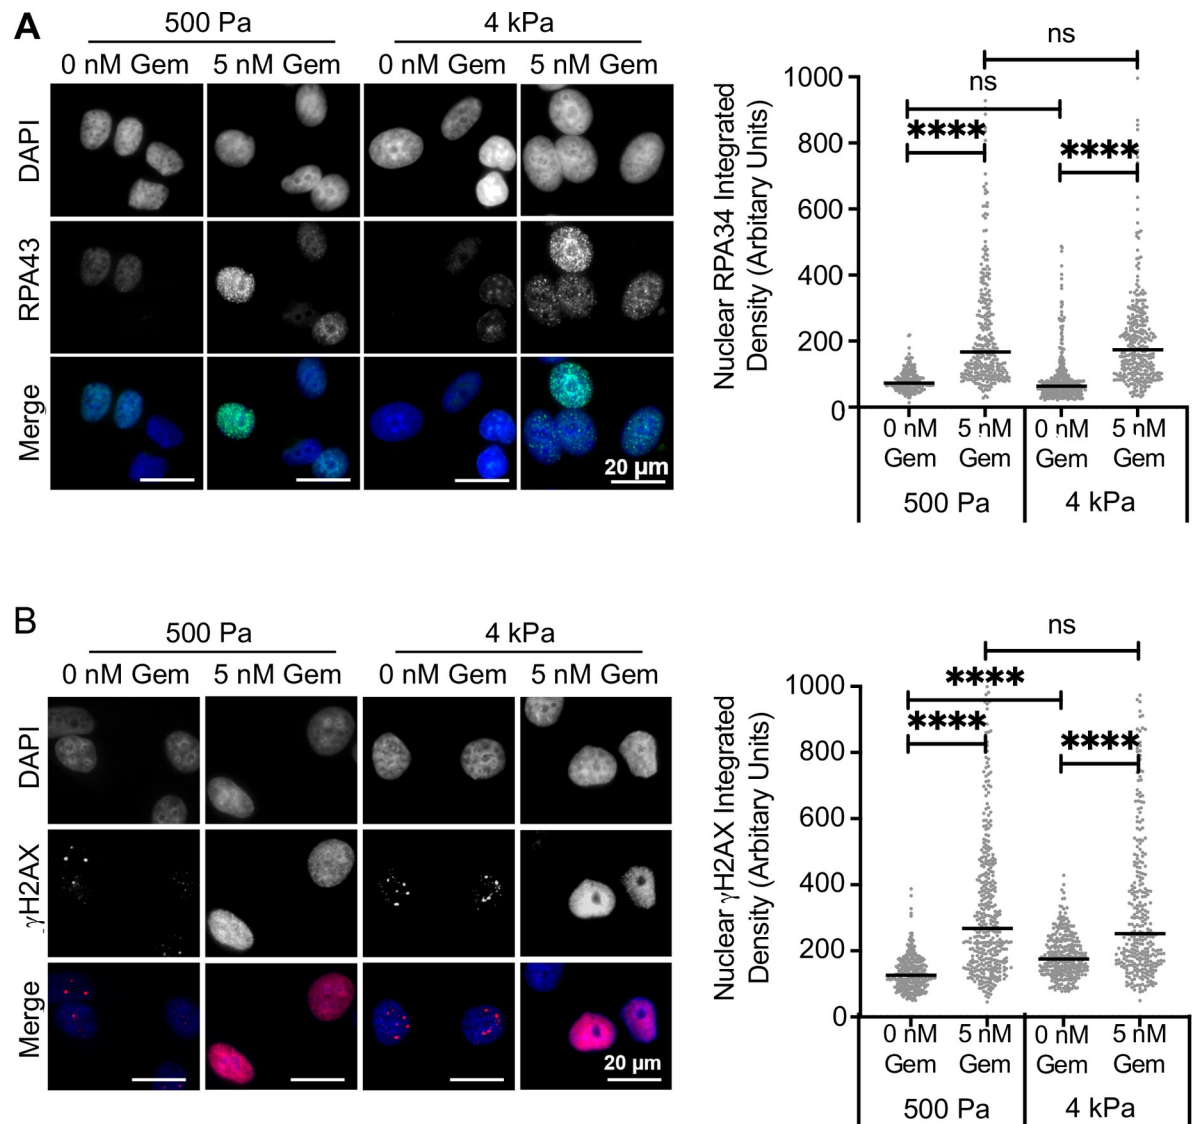 A
500 Pa
4 kPa
0 nM Gem
5 nM Gem
0 nM Gem
5 nM Gem
DAPI
RPA43
Merge
20 μm
Nuclear RPA34 Integrated
Density (Arbitary Units)
ns
ns
****
****
1000
800
600
400
200
0
0 nM
Gem
5 nM
Gem
0 nM
Gem
5 nM
Gem
500 Pa
4 kPa
B
500 Pa
4 kPa
0 nM Gem
5 nM Gem
0 nM Gem
5 nM Gem
DAPI
γH2AX
Merge
20 μm
Nuclear γH2AX Integrated
Density (Arbitary Units)
ns
****
****
****
1000
800
600
400
200
0
0 nM
Gem
5 nM
Gem
0 nM
Gem
5 nM
Gem
500 Pa
4 kPa